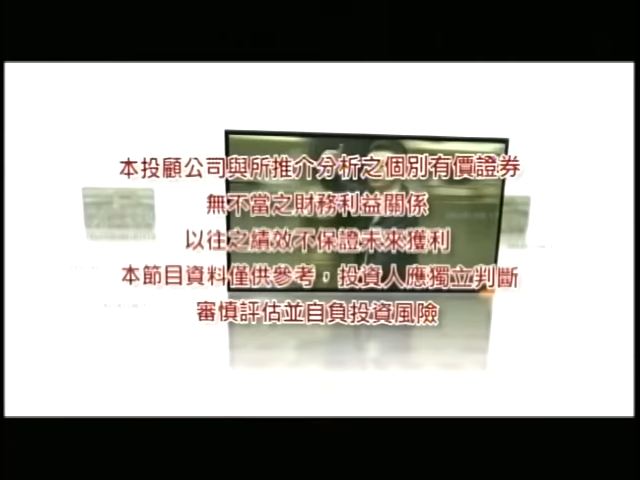 本投顧公司與所推介分析之個別有價證券
無不當之財務利益關係
以往之績效不保證未來獲利
本節目資料僅供參考，投資人應獨立判斷
審慎評估並自負投資風險